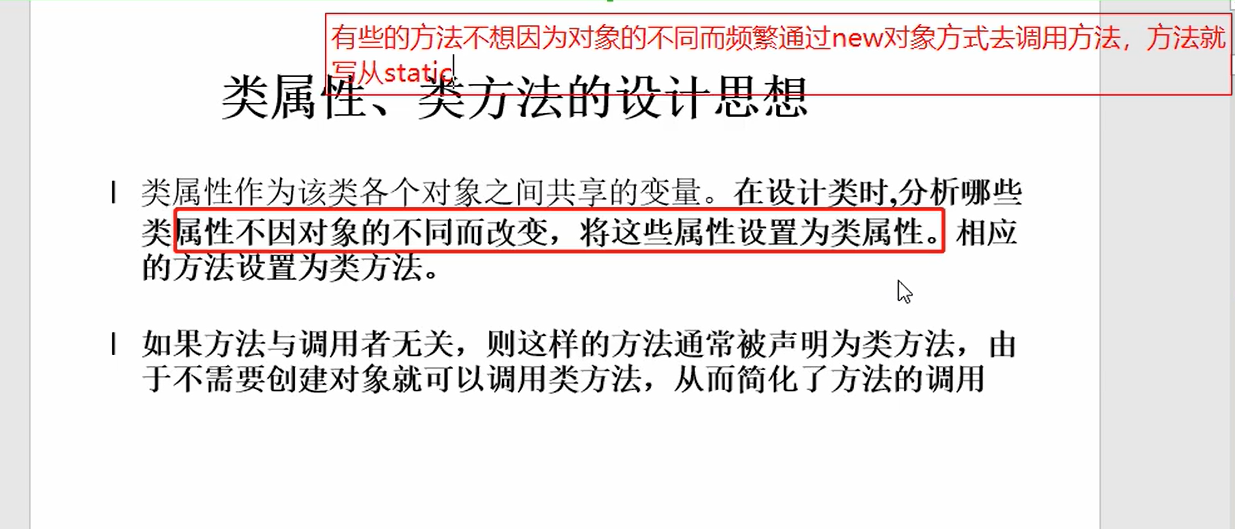 有些的方法不想因为对象的不同而频繁通过new对象方式去调用方法，方法就
写从static
类属性、类方法的设计思想
类属性作为该类各个对象之间共享的变量。在设计类时,分析哪些
类属性不因对象的不同而改变，将这些属性设置为类属性。相应
的方法设置为类方法。
如果方法与调用者无关，则这样的方法通常被声明为类方法，由
于不需要创建对象就可以调用类方法，从而简化了方法的调用